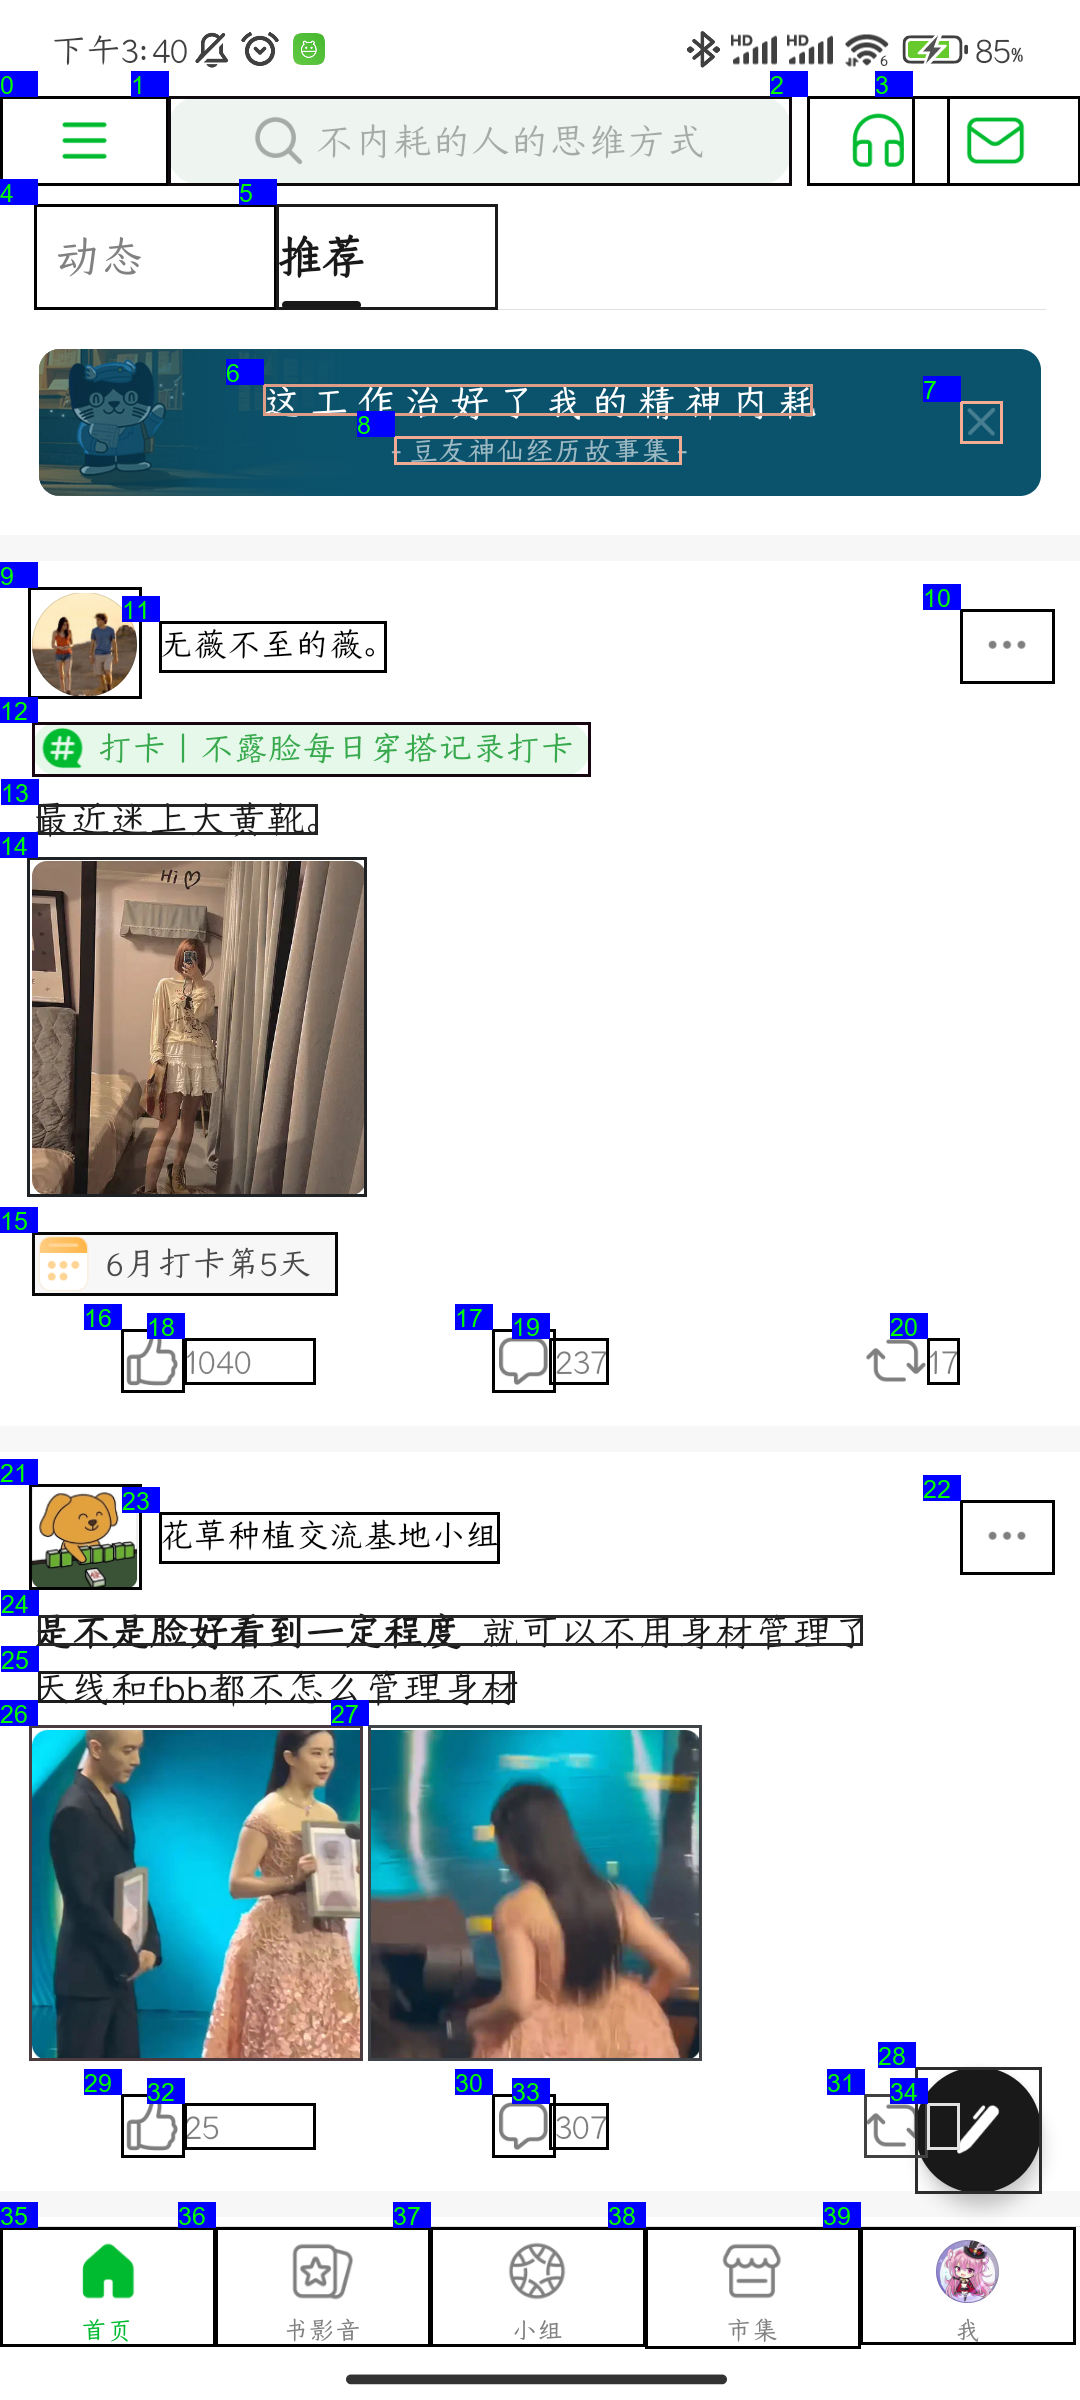 下午3:40
HD HD 6 85%
0 1 2 3
不内耗的人的思维方式
4 5
动态 推荐
6 这工作治好了我的精神内耗
7
8 - 豆友神仙经历故事集 -
9 10
11 无薇不至的薇。
12
打卡丨不露脸每日穿搭记录打卡
13
最近迷上大黄靴。
14
Hi
15
6月打卡第5天
16 18 17 19 20
1040 237 17
21 22
23 花草种植交流基地小组
24
是不是脸好看到一定程度 就可以不用身材管理了
25
天线和fbb都不怎么管理身材
26 27
28
29 32 30 33 31 34
25 307
35 36 37 38 39
首页 书影音 小组 市集 我